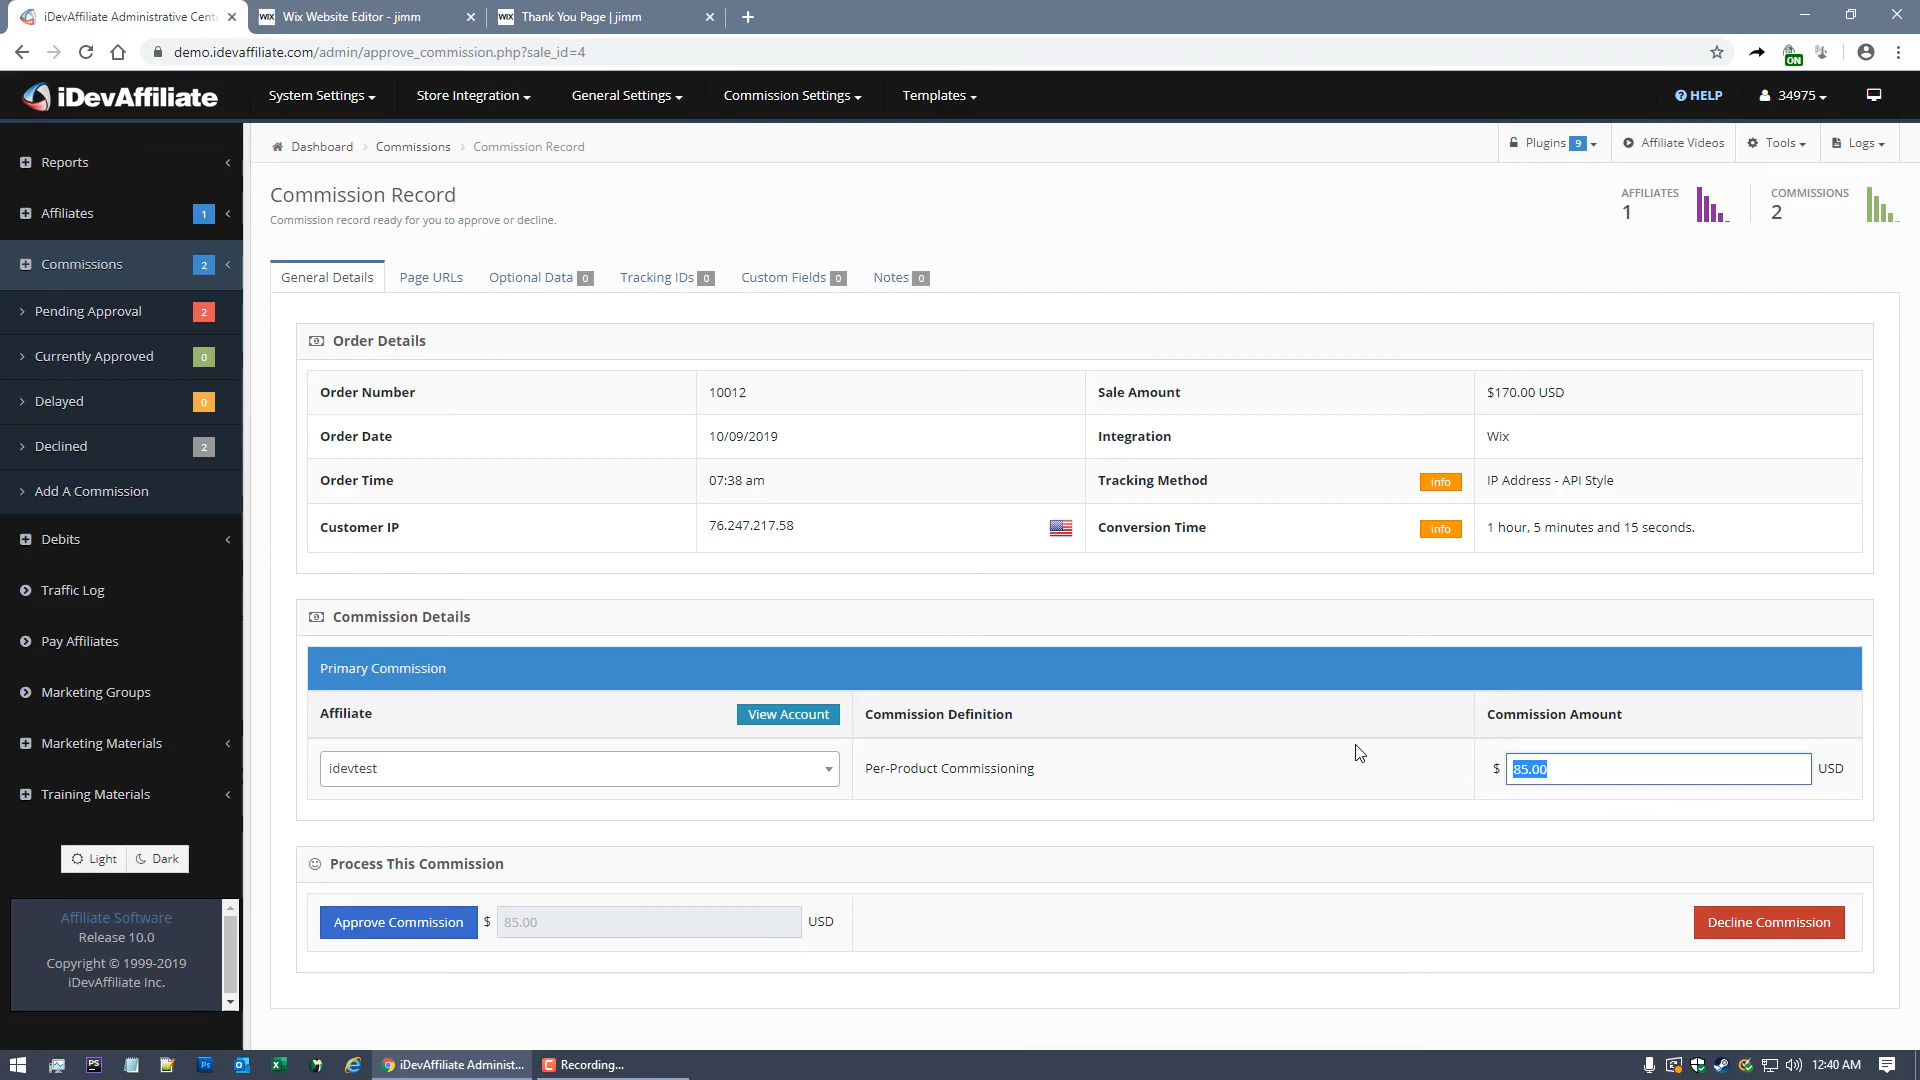 iDevAffiliate Administrative Cent
Wix Website Editor - jimm
Thank You Page | jimm
demo.idevaffiliate.com/admin/approve_commission.php?sale_id=4
ON
iDevAffiliate
System Settings
Store Integration
General Settings
Commission Settings
Templates
HELP
34975
Reports
Affiliates 1
Commissions 2
Pending Approval 2
Currently Approved 0
Delayed 0
Declined 2
Add A Commission
Debits
Traffic Log
Pay Affiliates
Marketing Groups
Marketing Materials
Training Materials
Light Dark
Affiliate Software
Release 10.0
Copyright © 1999-2019
iDevAffiliate Inc.
Dashboard > Commissions > Commission Record
Plugins 9
Affiliate Videos
Tools
Logs
Commission Record
Commission record ready for you to approve or decline.
AFFILIATES
1
COMMISSIONS
2
General Details
Page URLs
Optional Data 0
Tracking IDs 0
Custom Fields 0
Notes 0
Order Details
Order Number 10012 Sale Amount $170.00 USD
Order Date 10/09/2019 Integration Wix
Order Time 07:38 am Tracking Method info IP Address - API Style
Customer IP 76.247.217.58 Conversion Time info 1 hour, 5 minutes and 15 seconds.
Commission Details
Primary Commission
Affiliate View Account Commission Definition Commission Amount
idevtest Per-Product Commissioning $ 85.00 USD
Process This Commission
Approve Commission $ 85.00 USD Decline Commission
iDevAffiliate Administ...
Recording...
12:40 AM